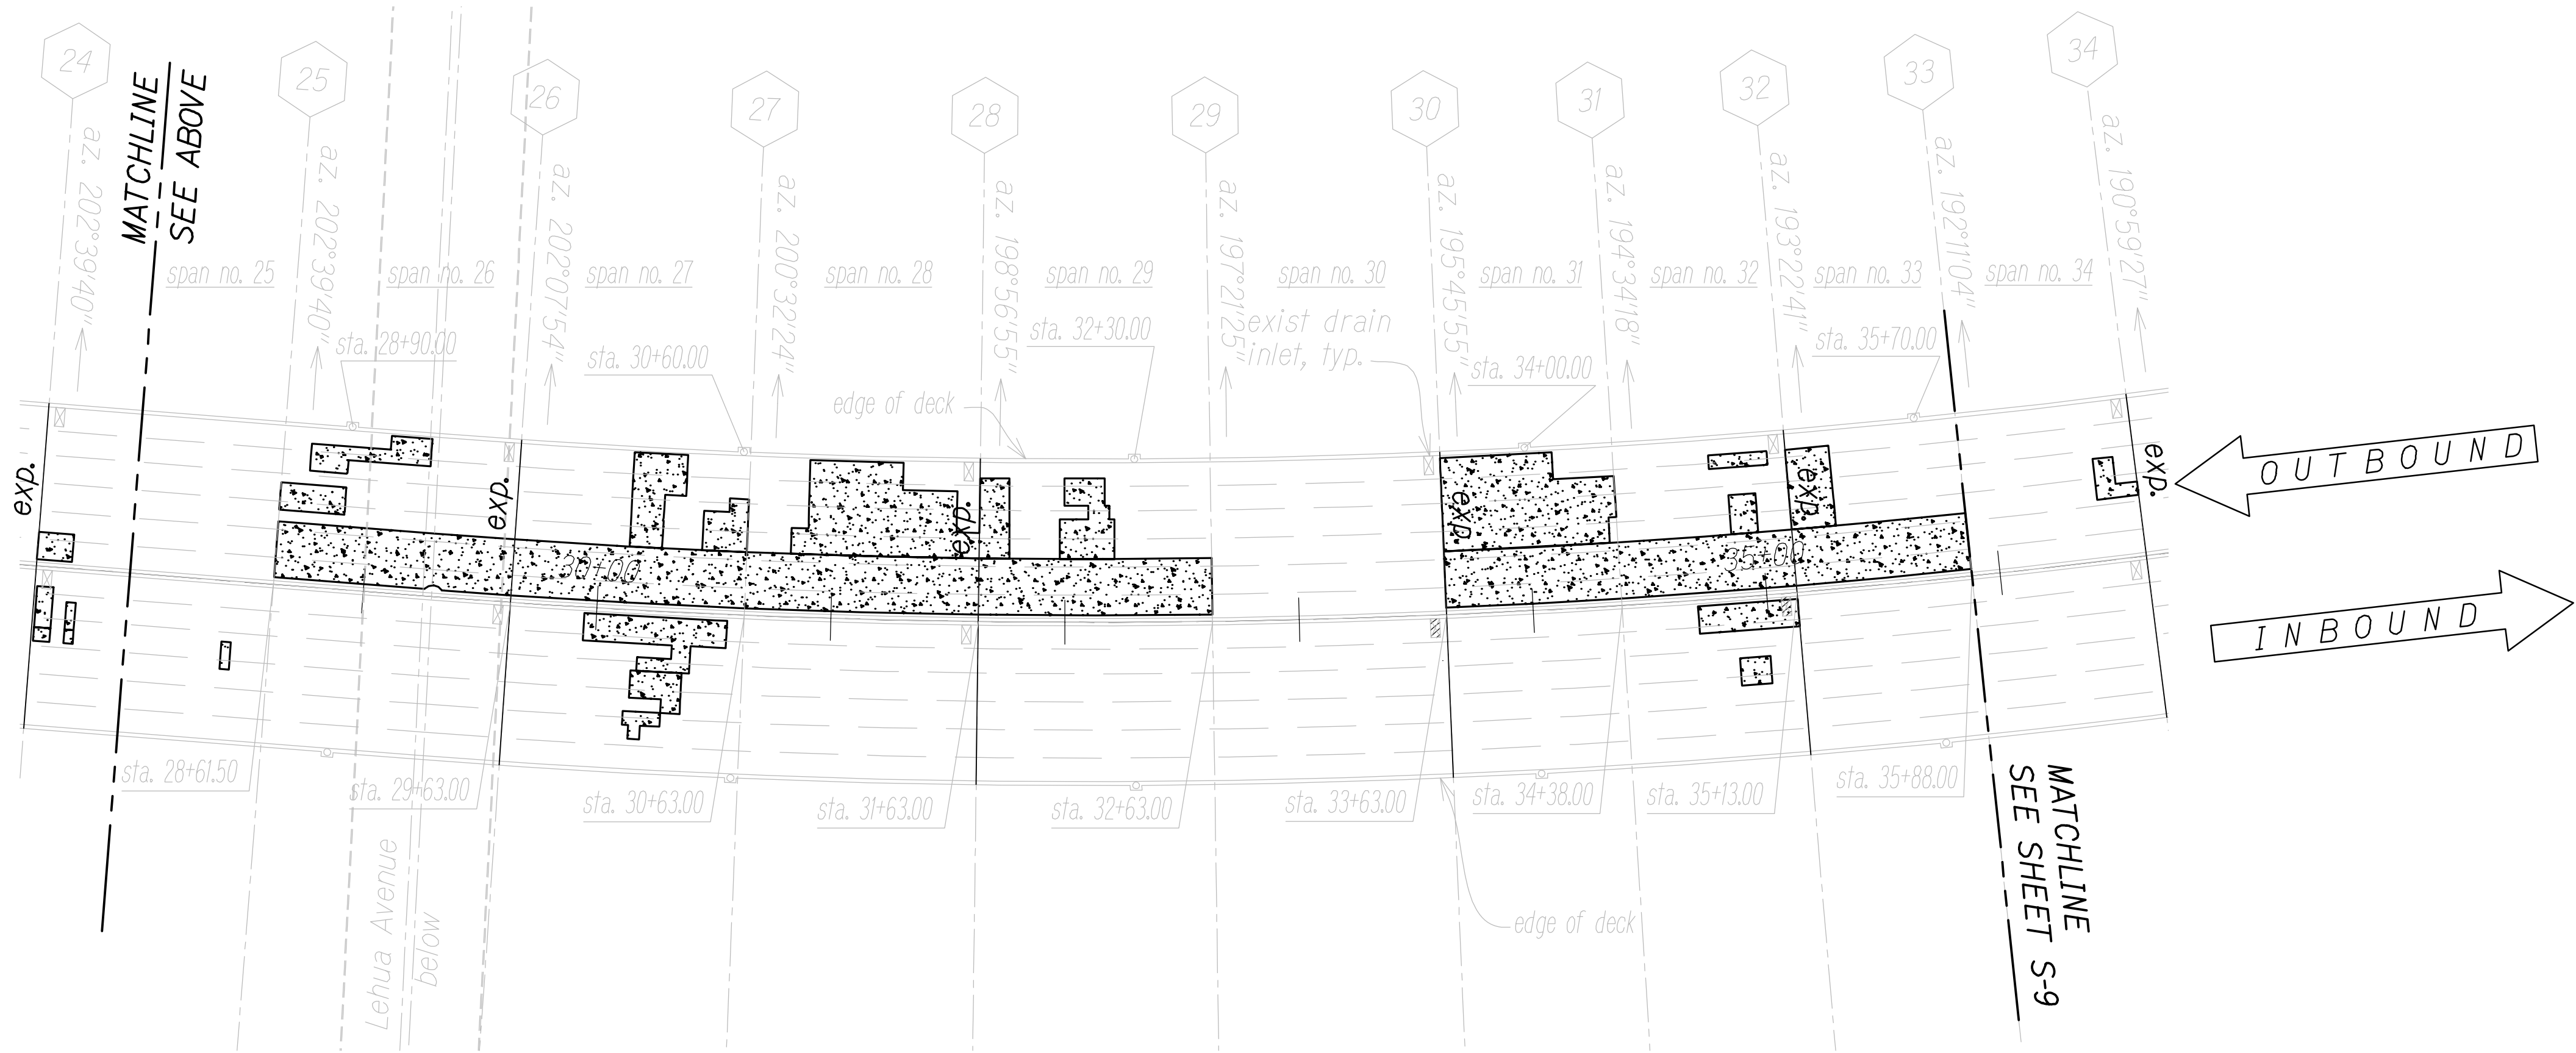 24
25
26
27
28
29
30
31
32
33
34
MATCHLINE
SEE ABOVE
az. 202°39'40"
az. 202°39'40"
az. 202°07'54"
az. 200°32'24"
az. 198°56'55"
az. 197°21'25"
az. 195°45'55"
az. 194°34'18"
az. 193°22'41"
az. 192°11'04"
az. 190°59'27"
span no. 25
span no. 26
span no. 27
span no. 28
span no. 29
span no. 30
span no. 31
span no. 32
span no. 33
span no. 34
sta. 28+90.00
sta. 30+60.00
sta. 32+30.00
exist drain
inlet, typ.
sta. 34+00.00
sta. 35+70.00
edge of deck
exp.
exp.
exp.
exp
exp.
exp.
OUTBOUND
INBOUND
30+00
35+00
sta. 28+61.50
sta. 29+63.00
sta. 30+63.00
sta. 31+63.00
sta. 32+63.00
sta. 33+63.00
sta. 34+38.00
sta. 35+13.00
sta. 35+88.00
edge of deck
Lehua Avenue
below
MATCHLINE
SEE SHEET S-9